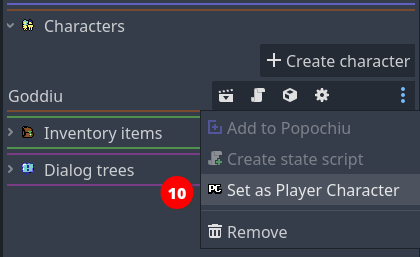 Characters
Create character
Goddiu
Add to Popochiu
Inventory items
Create state script
Dialog trees
10
PC Set as Player Character
Remove